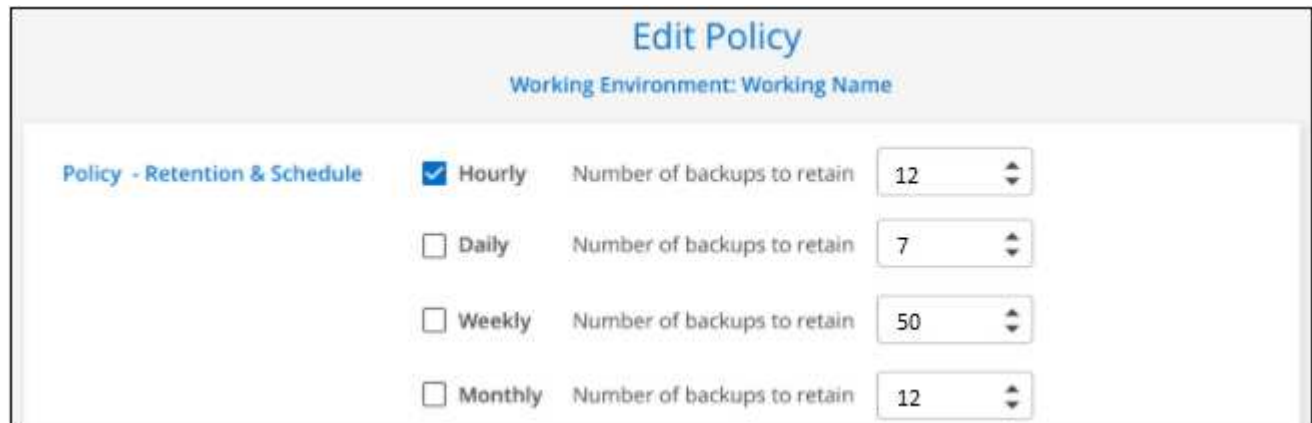 Edit Policy
Working Environment: Working Name
Policy - Retention & Schedule Hourly Number of backups to retain 12
Daily Number of backups to retain 7
Weekly Number of backups to retain 50
Monthly Number of backups to retain 12